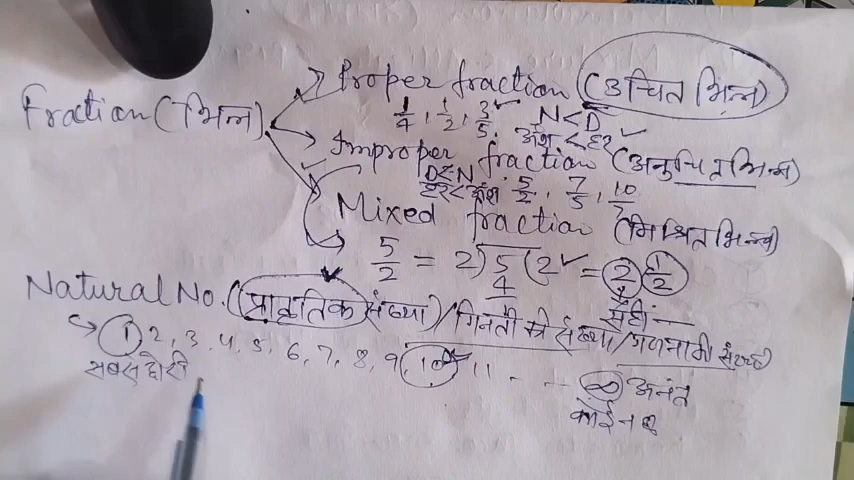 Proper fraction (उचित भिन्न)
Fraction (भिन्न)
1/4, 1/2, 3/5, N<D
अंश < हर
Improper fraction (अनुचित भिन्न)
D<N
हर<अंश 5/2, 7/5, 10/7
Mixed fraction (मिश्रित भिन्न)
5/2 = 2)5(2 = 2 1/2
4
Natural No. (प्राकृतिक संख्या)/गिनती की संख्या/गणना की संख्या
1 2, 3, 4, 5, 6, 7, 8, 9, 10, 11 - - ∞ अनंत
सबसे छोटी
कोई न